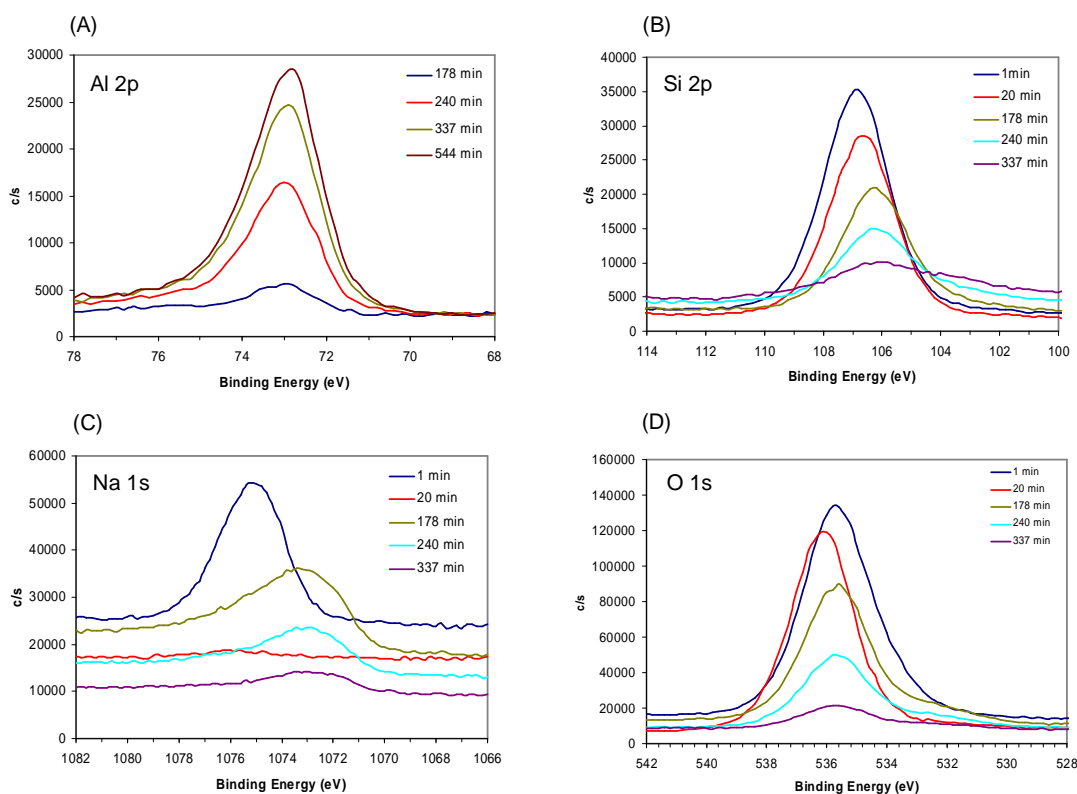 (A)
Al 2p
178 min
240 min
337 min
544 min
30000
25000
20000
15000
10000
5000
0
c/s
78 76 74 72 70 68
Binding Energy (eV)
(B)
Si 2p
1min
20 min
178 min
240 min
337 min
40000
35000
30000
25000
20000
15000
10000
5000
0
c/s
114 112 110 108 106 104 102 100
Binding Energy (eV)
(C)
Na 1s
1 min
20 min
178 min
240 min
337 min
60000
50000
40000
30000
20000
10000
0
c/s
1082 1080 1078 1076 1074 1072 1070 1068 1066
Binding Energy (eV)
(D)
O 1s
1 min
20 min
178 min
240 min
337 min
160000
140000
120000
100000
80000
60000
40000
20000
0
c/s
542 540 538 536 534 532 530 528
Binding Energy (eV)